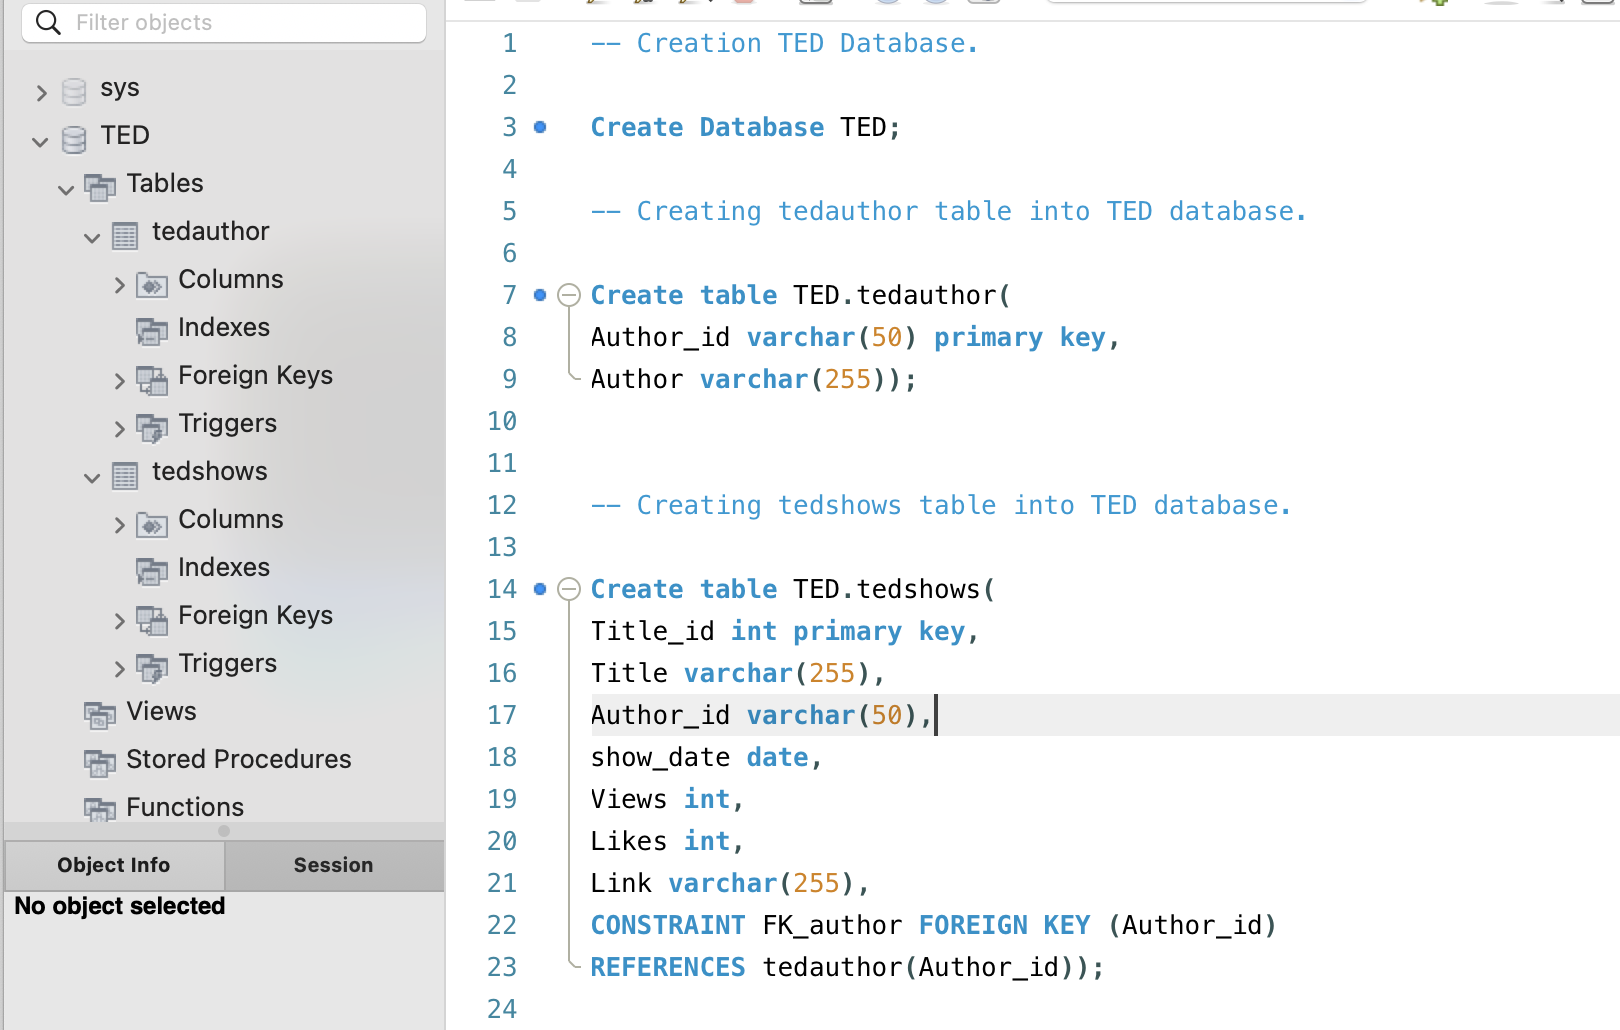 Filter objects
sys
TED
Tables
tedauthor
Columns
Indexes
Foreign Keys
Triggers
tedshows
Columns
Indexes
Foreign Keys
Triggers
Views
Stored Procedures
Functions
Object Info Session
No object selected
1 -- Creation TED Database.
2
3 Create Database TED;
4
5 -- Creating tedauthor table into TED database.
6
7 Create table TED.tedauthor(
8 Author_id varchar(50) primary key,
9 Author varchar(255));
10
11
12 -- Creating tedshows table into TED database.
13
14 Create table TED.tedshows(
15 Title_id int primary key,
16 Title varchar(255),
17 Author_id varchar(50),
18 show_date date,
19 Views int,
20 Likes int,
21 Link varchar(255),
22 CONSTRAINT FK_author FOREIGN KEY (Author_id)
23 REFERENCES tedauthor(Author_id));
24